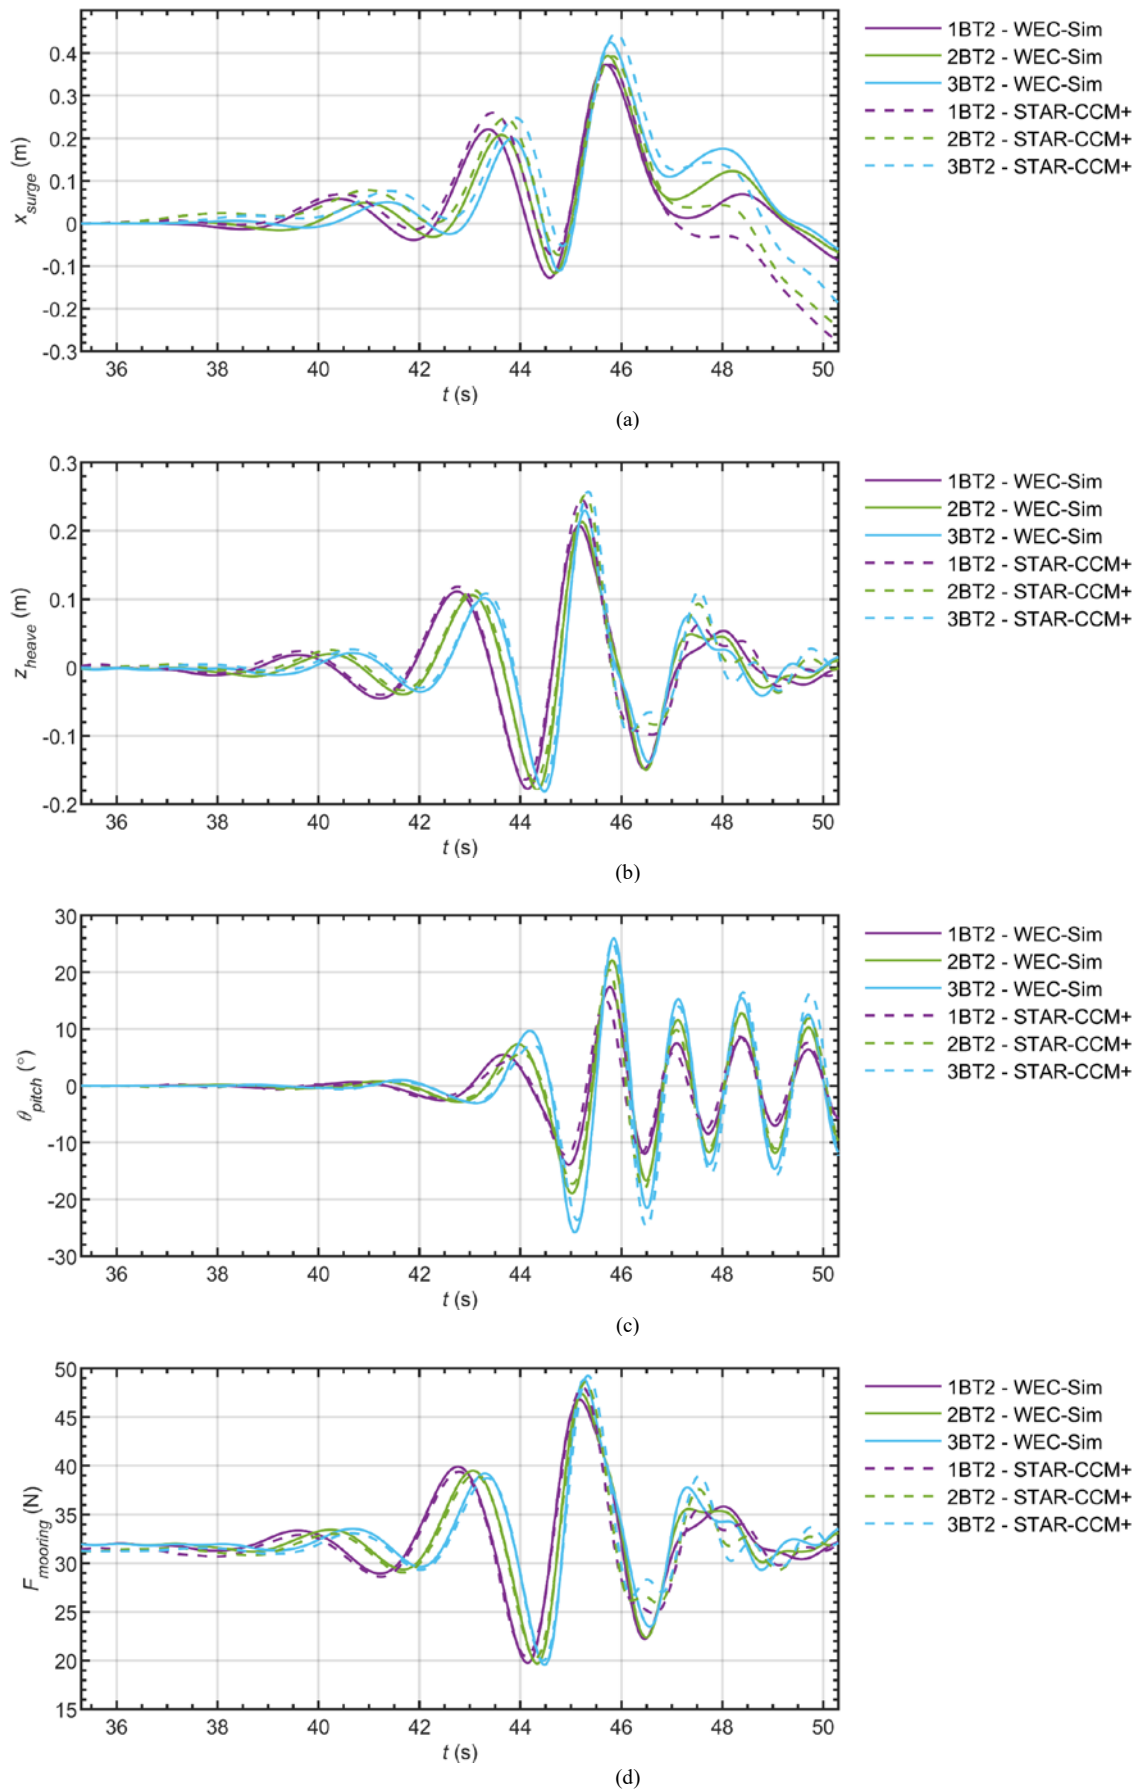 0.4
0.3
0.2
0.1
0
-0.1
-0.2
-0.3
x_surge (m)
36 38 40 42 44 46 48 50
t (s)
1BT2 - WEC-Sim
2BT2 - WEC-Sim
3BT2 - WEC-Sim
1BT2 - STAR-CCM+
2BT2 - STAR-CCM+
3BT2 - STAR-CCM+
(a)
0.3
0.2
0.1
0
-0.1
-0.2
z_heave (m)
36 38 40 42 44 46 48 50
t (s)
1BT2 - WEC-Sim
2BT2 - WEC-Sim
3BT2 - WEC-Sim
1BT2 - STAR-CCM+
2BT2 - STAR-CCM+
3BT2 - STAR-CCM+
(b)
30
20
10
0
-10
-20
-30
θ_pitch (°)
36 38 40 42 44 46 48 50
t (s)
1BT2 - WEC-Sim
2BT2 - WEC-Sim
3BT2 - WEC-Sim
1BT2 - STAR-CCM+
2BT2 - STAR-CCM+
3BT2 - STAR-CCM+
(c)
50
45
40
35
30
25
20
15
F_mooring (N)
36 38 40 42 44 46 48 50
t (s)
1BT2 - WEC-Sim
2BT2 - WEC-Sim
3BT2 - WEC-Sim
1BT2 - STAR-CCM+
2BT2 - STAR-CCM+
3BT2 - STAR-CCM+
(d)